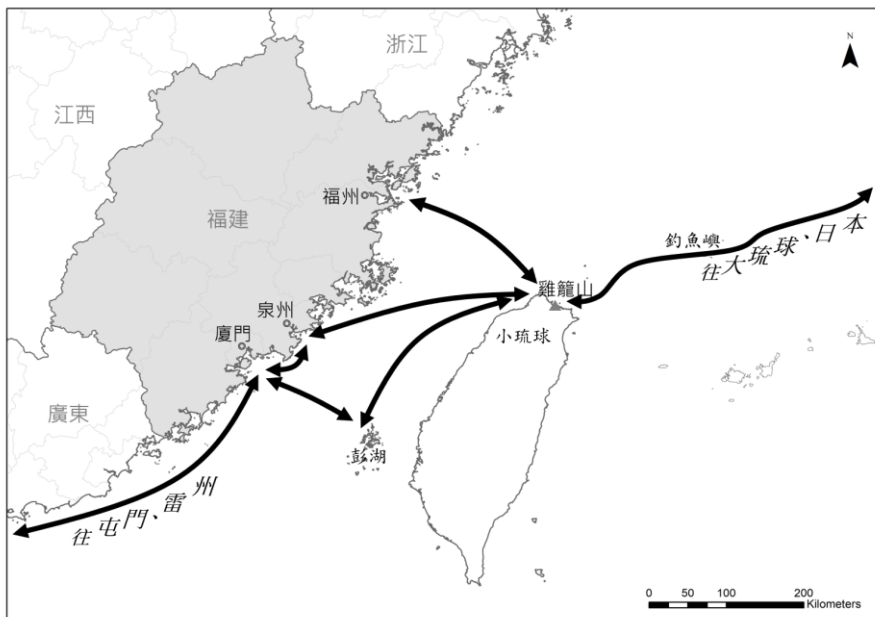 浙江
N
江西
福州
福建
釣魚嶼
往大琉球、日本
雞籠山
泉州
廈門
小琉球
廣東
彭湖
往屯門、雷州
0 50 100 200
Kilometers